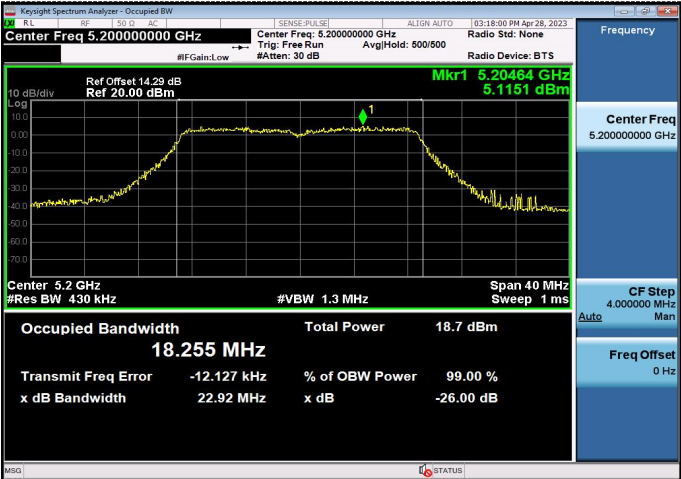 Keysight Spectrum Analyzer - Occupied BW
LXI RL RF 50 Ω AC SENSE:PULSE ALIGN AUTO 03:18:00 PM Apr 28, 2023
Center Freq 5.200000000 GHz
Center Freq: 5.200000000 GHz Radio Std: None
Trig: Free Run Avg|Hold: 500/500
#IFGain:Low #Atten: 30 dB Radio Device: BTS
Frequency
Mkr1 5.20464 GHz
5.1151 dBm
Ref Offset 14.29 dB
10 dB/div Ref 20.00 dBm
Log
1
10.0
0.00
-10.0
-20.0
-30.0
-40.0
-50.0
-60.0
-70.0
Center 5.2 GHz Span 40 MHz
#Res BW 430 kHz #VBW 1.3 MHz Sweep 1 ms
Occupied Bandwidth Total Power 18.7 dBm
18.255 MHz
Transmit Freq Error -12.127 kHz % of OBW Power 99.00 %
x dB Bandwidth 22.92 MHz x dB -26.00 dB
Center Freq
5.200000000 GHz
CF Step
4.000000 MHz
Auto Man
Freq Offset
0 Hz
MSG STATUS